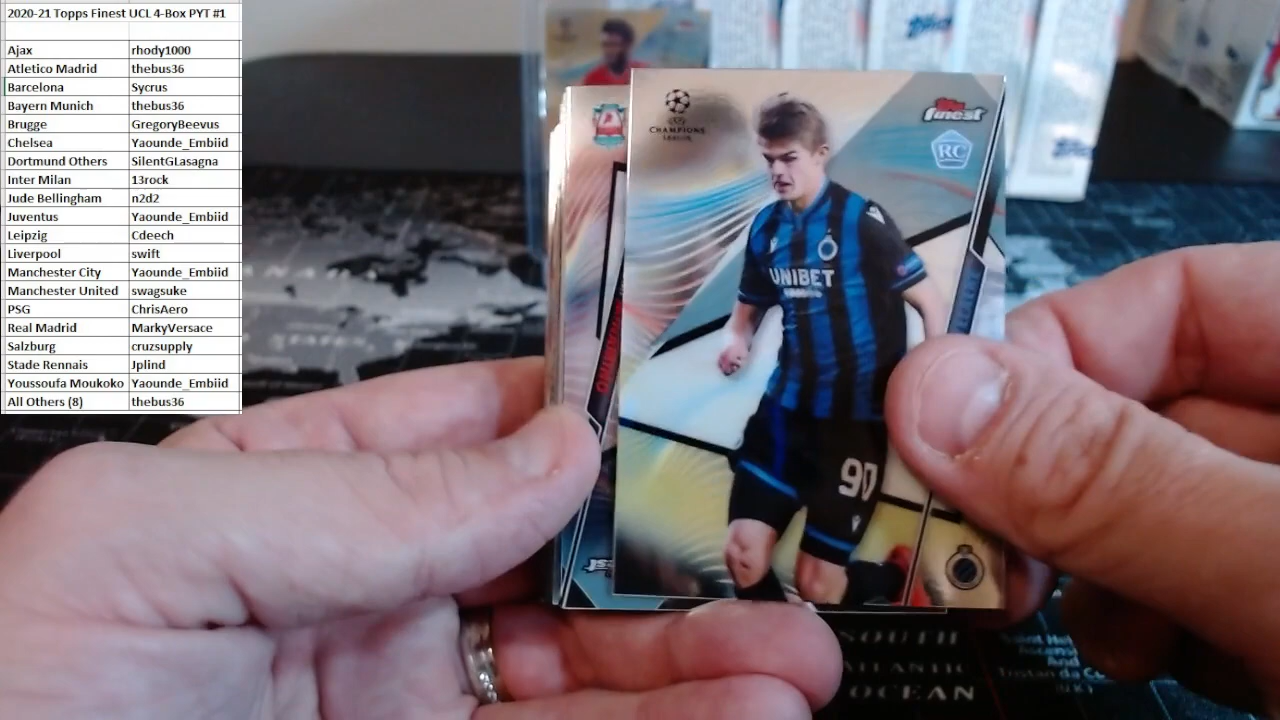 2020-21 Topps Finest UCL 4-Box PYT #1
Ajax rhody1000
Atletico Madrid thebus36
Barcelona Sycrus
Bayern Munich thebus36
Brugge GregoryBeevus
Chelsea Yaounde_Embiid
Dortmund Others SilentGLasagna
Inter Milan 13rock
Jude Bellingham n2d2
Juventus Yaounde_Embiid
Leipzig Cdeech
Liverpool swift
Manchester City Yaounde_Embiid
Manchester United swagsuke
PSG ChrisAero
Real Madrid MarkyVersace
Salzburg cruzsupply
Stade Rennais Jplind
Youssoufa Moukoko Yaounde_Embiid
All Others (8) thebus36
CHAMPIONS
LEAGUE
Topps
finest
RC
UNIBET
90
SOUTH
ATLANTIC
OCEAN
Tristan da
(U.K.)